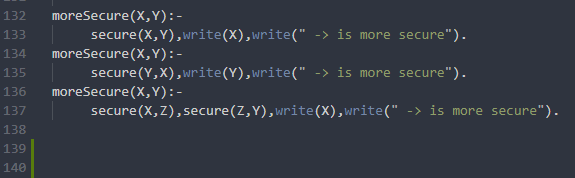 132 moreSecure(X,Y):-
133 secure(X,Y),write(X),write(" -> is more secure").
134 moreSecure(X,Y):-
135 secure(Y,X),write(Y),write(" -> is more secure").
136 moreSecure(X,Y):-
137 secure(X,Z),secure(Z,Y),write(X),write(" -> is more secure").
138
139
140